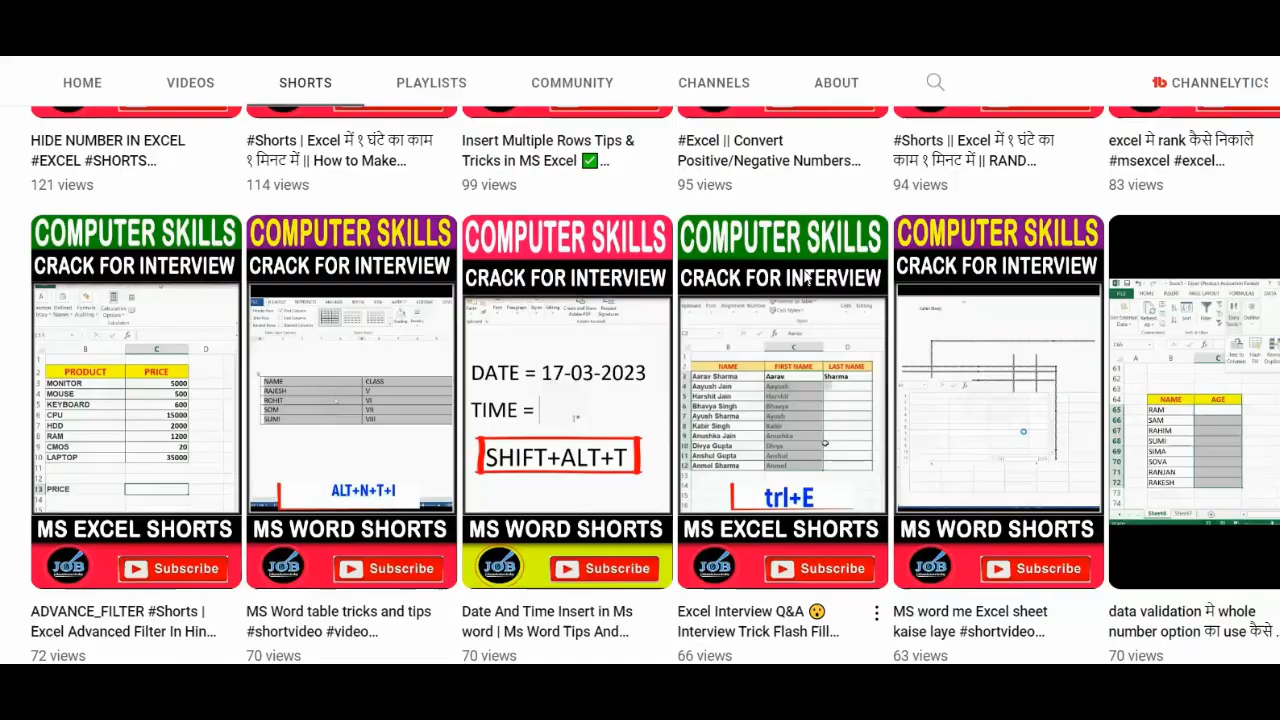 HOME VIDEOS SHORTS PLAYLISTS COMMUNITY CHANNELS ABOUT CHANNELYTICS
HIDE NUMBER IN EXCEL
#EXCEL #SHORTS...
121 views
#Shorts | Excel में १ घंटे का काम
१ मिनट में || How to Make...
114 views
Insert Multiple Rows Tips &
Tricks in MS Excel ✅...
99 views
#Excel || Convert
Positive/Negative Numbers...
95 views
#Shorts || Excel में १ घंटे का
काम १ मिनट में || RAND...
94 views
excel मे rank कैसे निकाले
#msexcel #excel...
83 views
COMPUTER SKILLS
CRACK FOR INTERVIEW
PRODUCT PRICE
MONITOR 5000
MOUSE 500
KEYBOARD 600
CPU 15000
HDD 2000
RAM 1200
CMOS 20
LAPTOP 35000
PRICE
MS EXCEL SHORTS
JOB Subscribe
ADVANCE_FILTER #Shorts |
Excel Advanced Filter In Hin...
72 views
COMPUTER SKILLS
CRACK FOR INTERVIEW
NAME CLASS
RAJESH V
ROHIT VI
SOM VII
SUMI VIII
ALT+N+T+I
MS WORD SHORTS
JOB Subscribe
MS Word table tricks and tips
#shortvideo #video...
70 views
COMPUTER SKILLS
CRACK FOR INTERVIEW
DATE = 17-03-2023
TIME =
SHIFT+ALT+T
MS WORD SHORTS
JOB Subscribe
Date And Time Insert in Ms
word | Ms Word Tips And...
70 views
COMPUTER SKILLS
CRACK FOR INTERVIEW
NAME FIRST NAME LAST NAME
Aarav Sharma Aarav Sharma
Aayush Jain Aayush
Harshit Jain Harshit
Bhavya Singh Bhavya
Ayush Sharma Ayush
Kabir Singh Kabir
Anushka Jain Anushka
Divya Gupta Divya
Anshul Gupta Anshul
Anmol Sharma Anmol
trl+E
MS EXCEL SHORTS
JOB Subscribe
Excel Interview Q&A 😮
Interview Trick Flash Fill...
66 views
COMPUTER SKILLS
CRACK FOR INTERVIEW
MS WORD SHORTS
JOB Subscribe
MS word me Excel sheet
kaise laye #shortvideo...
63 views
NAME AGE
RAM
SAM
RAHIM
SUMI
SIMA
SOVA
RANJAN
RAKESH
data validation मे whole
number option का use कैसे ...
70 views